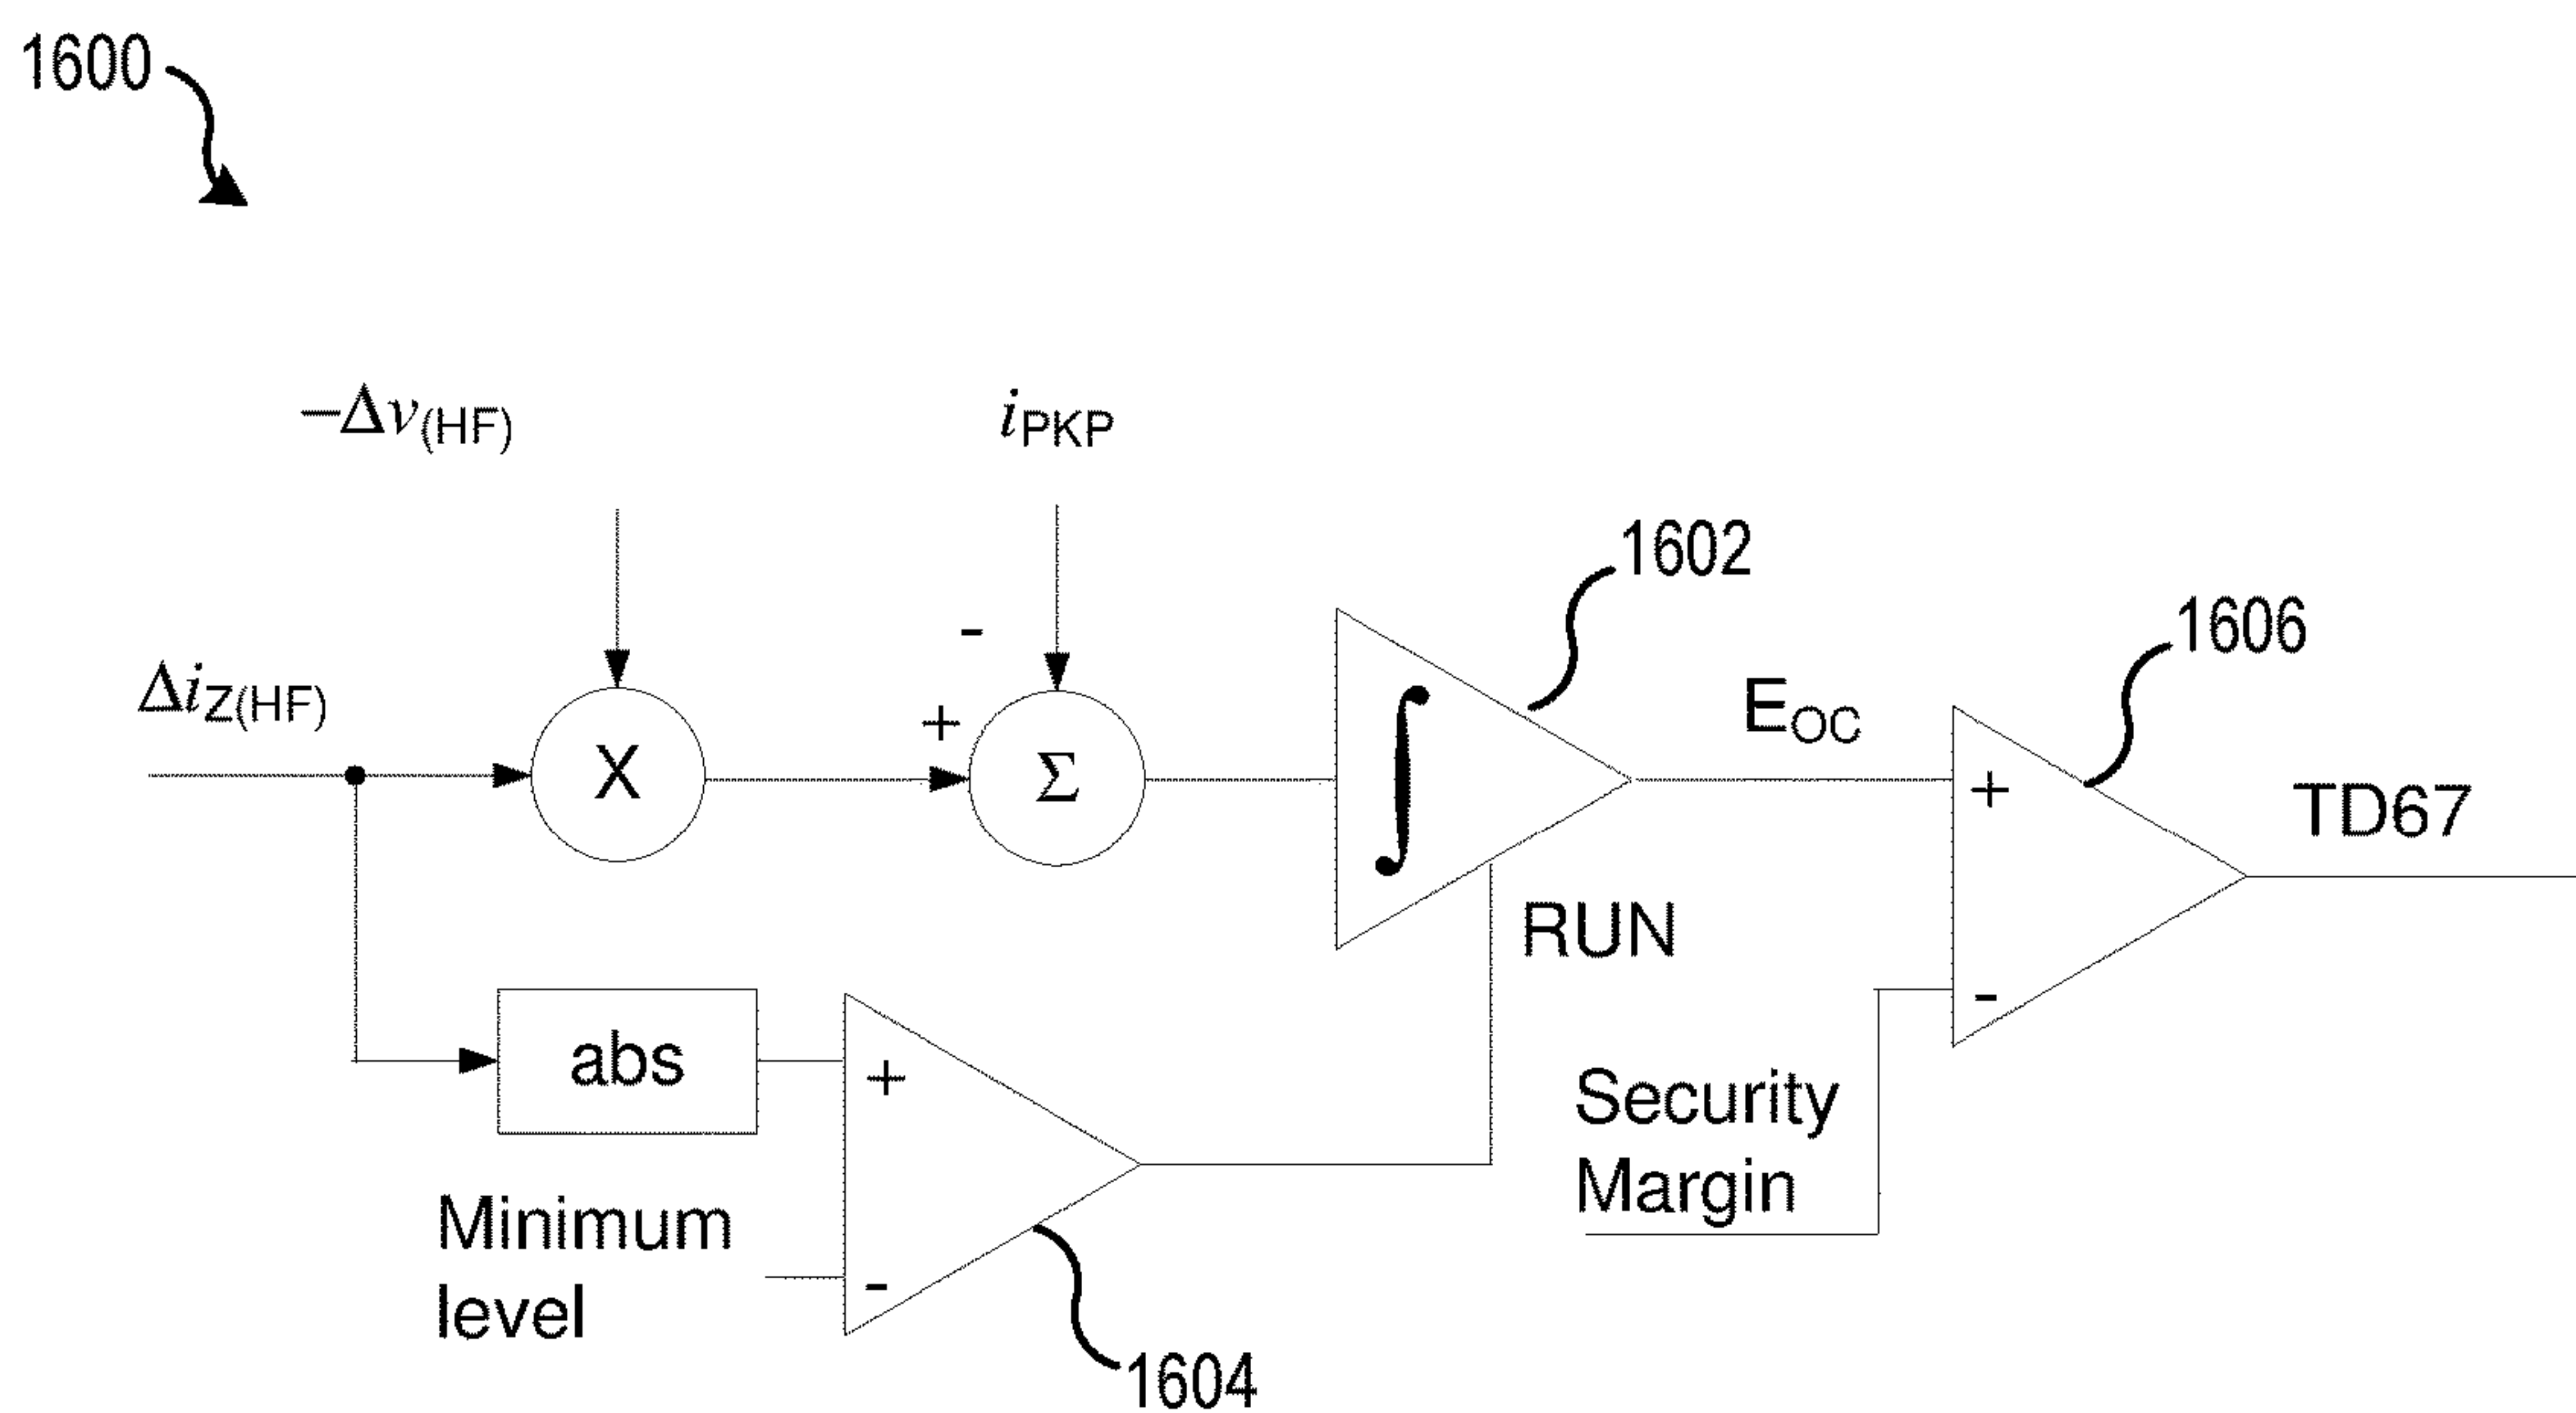 1600
−Δv(HF)
iPKP
1602
1606
-
ΔiZ(HF)
+
EOC
X
Σ
∫
+
TD67
RUN
-
abs
+
Security
Margin
Minimum
level
-
1604